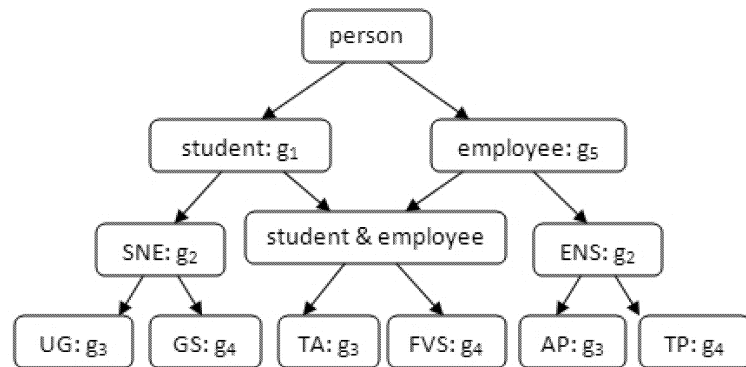 person
student: g₁
employee: g₅
SNE: g₂
student & employee
ENS: g₂
UG: g₃
GS: g₄
TA: g₃
FVS: g₄
AP: g₃
TP: g₄